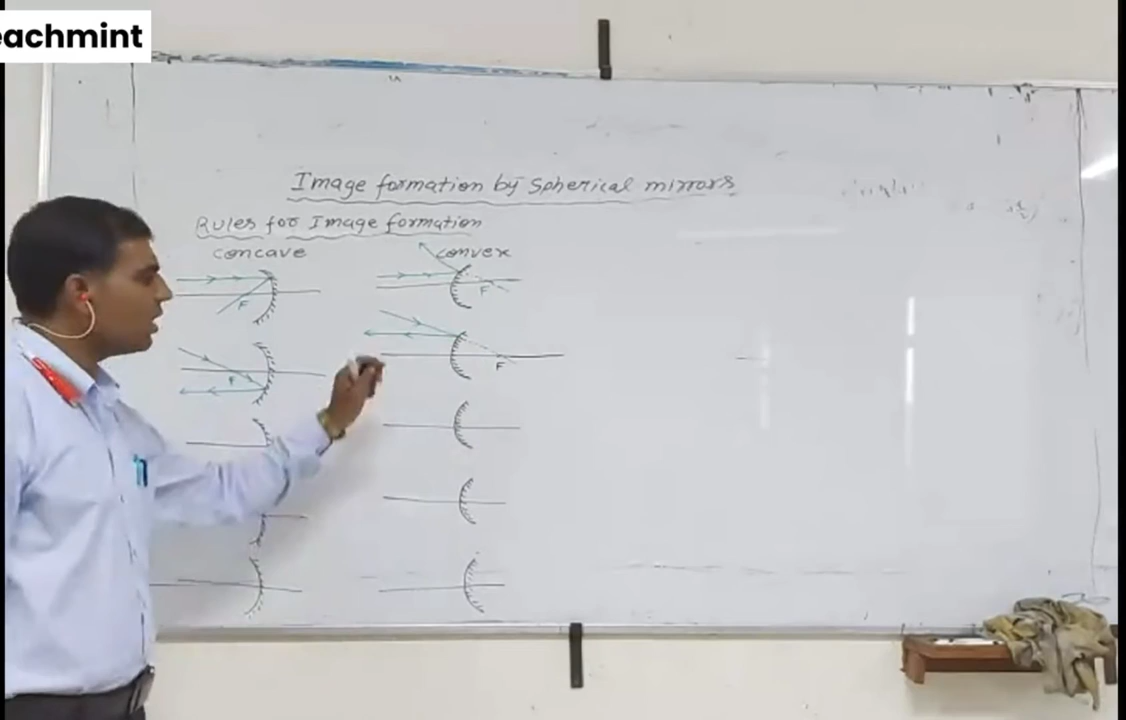 eachmint
Image formation by Spherical mirrors
Rules for Image formation
concave convex
F F
F F